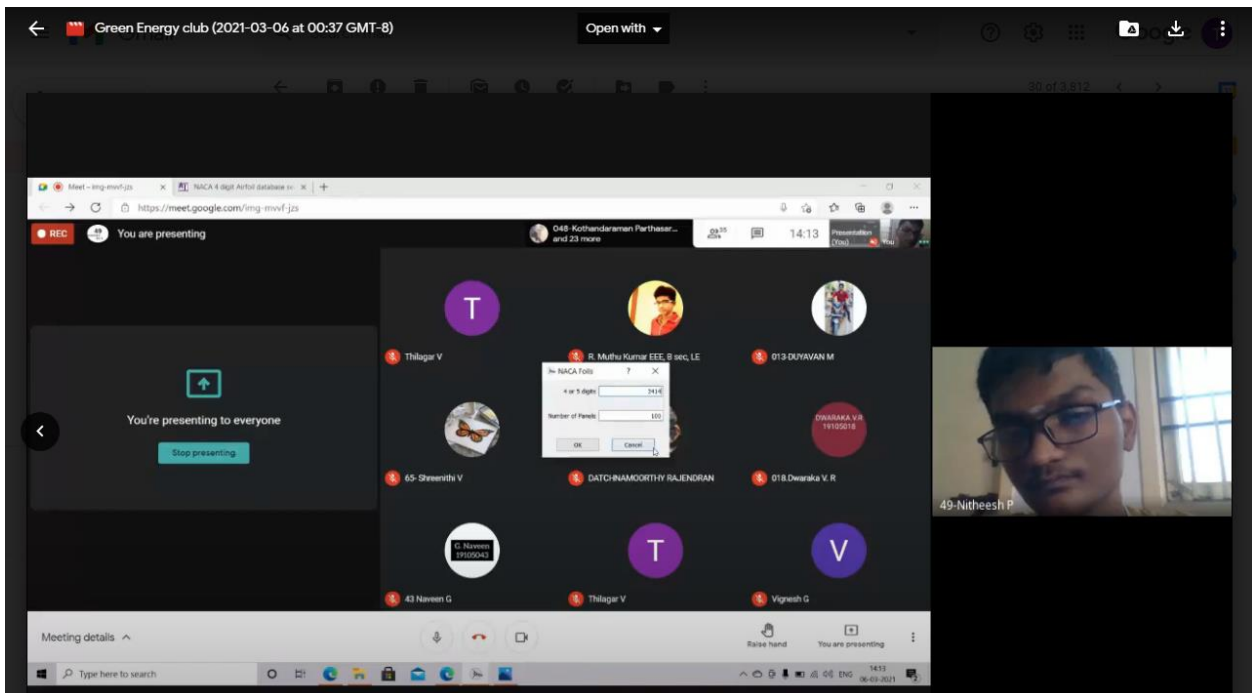 Green Energy club (2021-03-06 at 00:37 GMT-8)
Open with
30 of 3,812
Meet – img-mvvf-jzs
NACA 4 digit Airfoil database se
https://meet.google.com/img-mvvf-jzs
REC
You are presenting
048-Kothandaraman Parthasar...
and 23 more
35
14:13
Presentation
(You)
You
T
Thilagar V
R. Muthu Kumar EEE, B sec, LE
013-DUYAVAN M
You're presenting to everyone
Stop presenting
NACA Foils
? X
4 or 5 digits
Number of Panels
100
OK
Cancel
DWARAKA V.R
19105018
65- Shreenithi V
DATCHNAMOORTHY RAJENDRAN
018.Dwaraka V. R
49-Nitheesh P
G. Naveen
19105043
T
V
43 Naveen G
Thilagar V
Vignesh G
Meeting details
Raise hand
You are presenting
Type here to search
ENG
14:13
06-03-2021